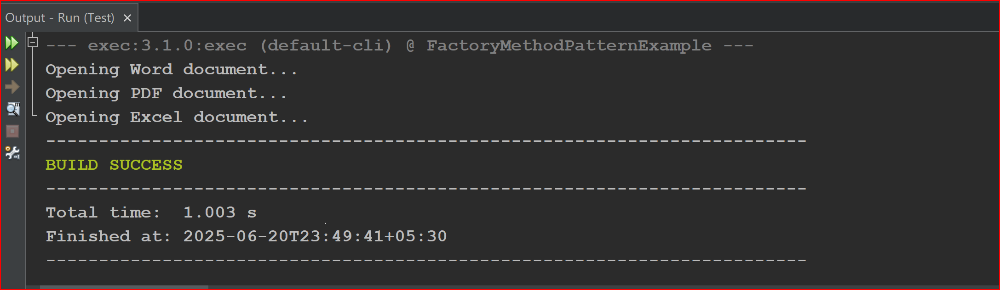 Output - Run (Test) ×
--- exec:3.1.0:exec (default-cli) @ FactoryMethodPatternExample ---
Opening Word document...
Opening PDF document...
Opening Excel document...
------------------------------------------------------------------------
BUILD SUCCESS
------------------------------------------------------------------------
Total time:  1.003 s
Finished at: 2025-06-20T23:49:41+05:30
------------------------------------------------------------------------